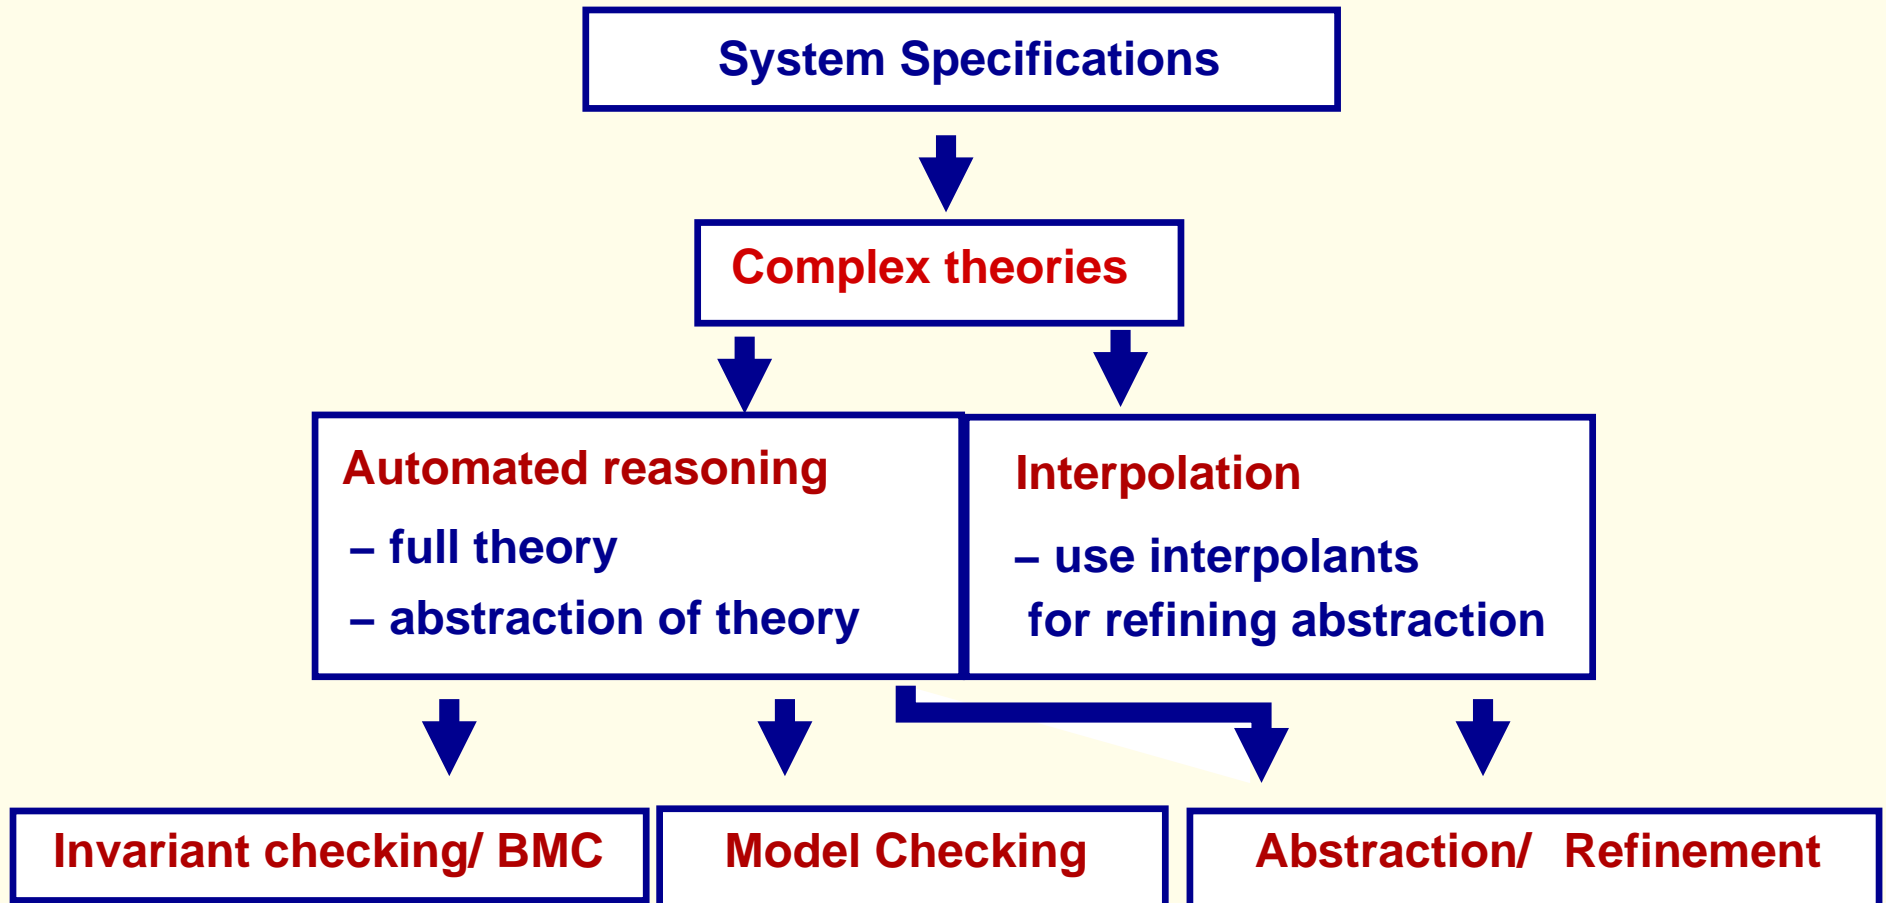 System Specifications
Complex theories
Automated reasoning
– full theory
– abstraction of theory
Interpolation
– use interpolants
for refining abstraction
Invariant checking/ BMC
Model Checking
Abstraction/ Refinement